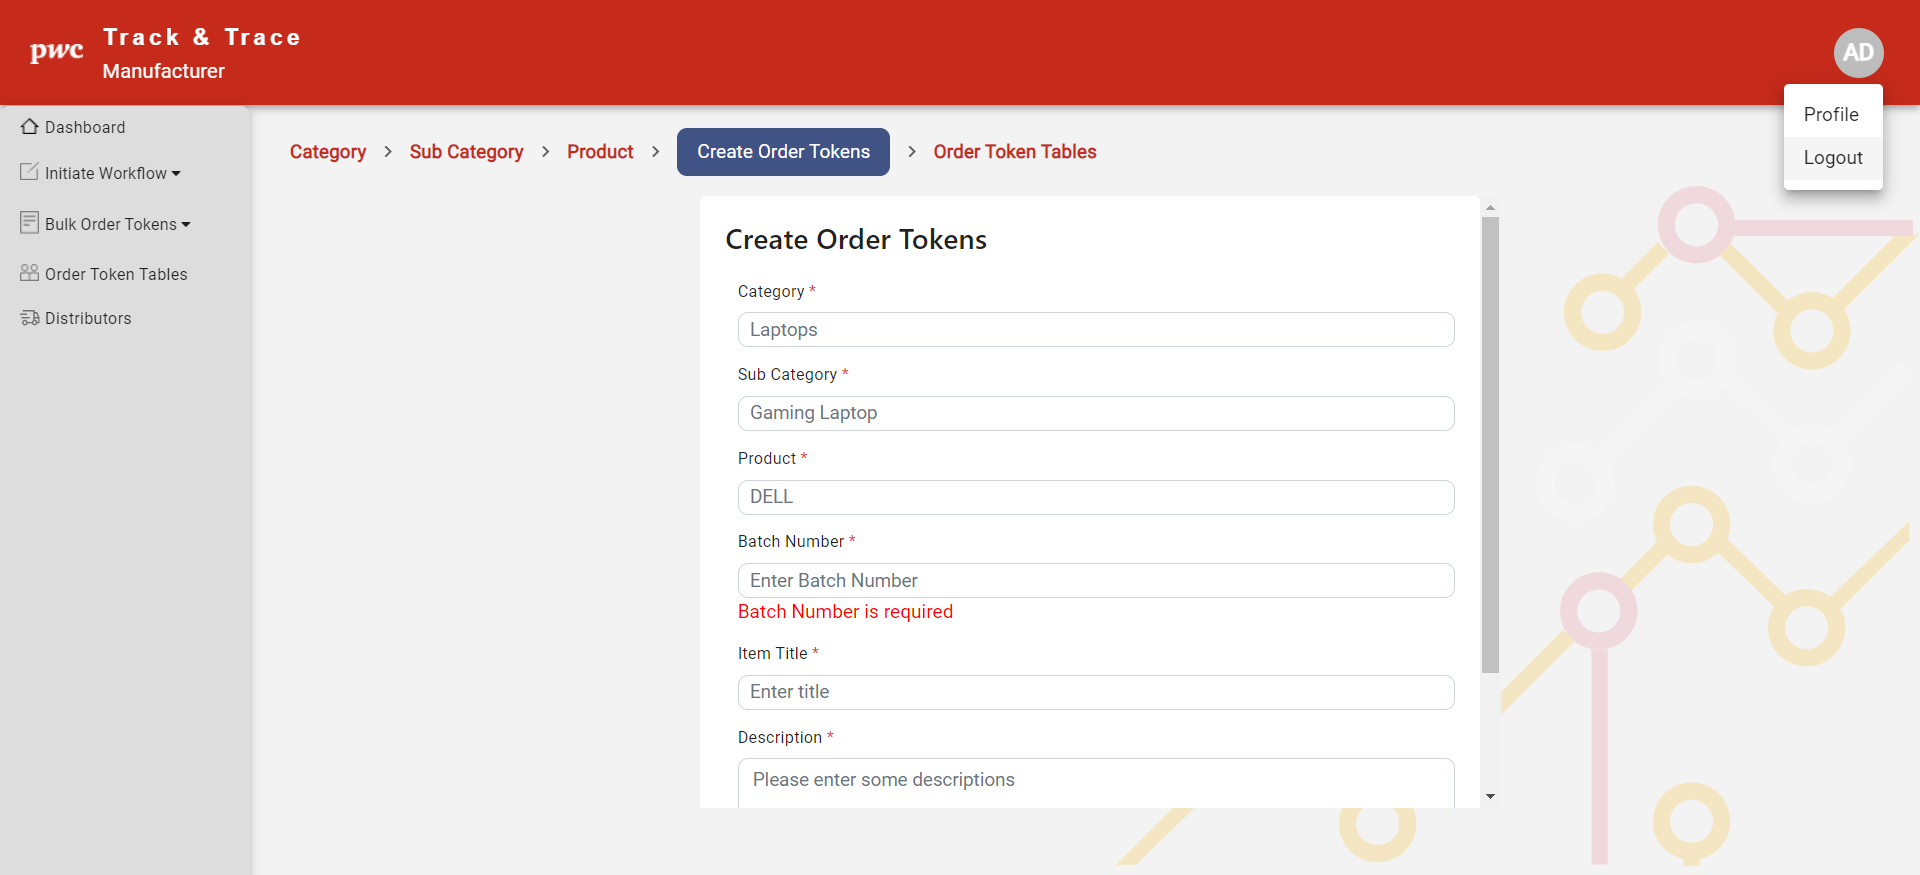 pwc
Track & Trace
Manufacturer
AD
Profile
Logout
Dashboard
Initiate Workflow
Bulk Order Tokens
Order Token Tables
Distributors
Category > Sub Category > Product > Create Order Tokens > Order Token Tables
Create Order Tokens
Category *
Laptops
Sub Category *
Gaming Laptop
Product *
DELL
Batch Number *
Enter Batch Number
Batch Number is required
Item Title *
Enter title
Description *
Please enter some descriptions